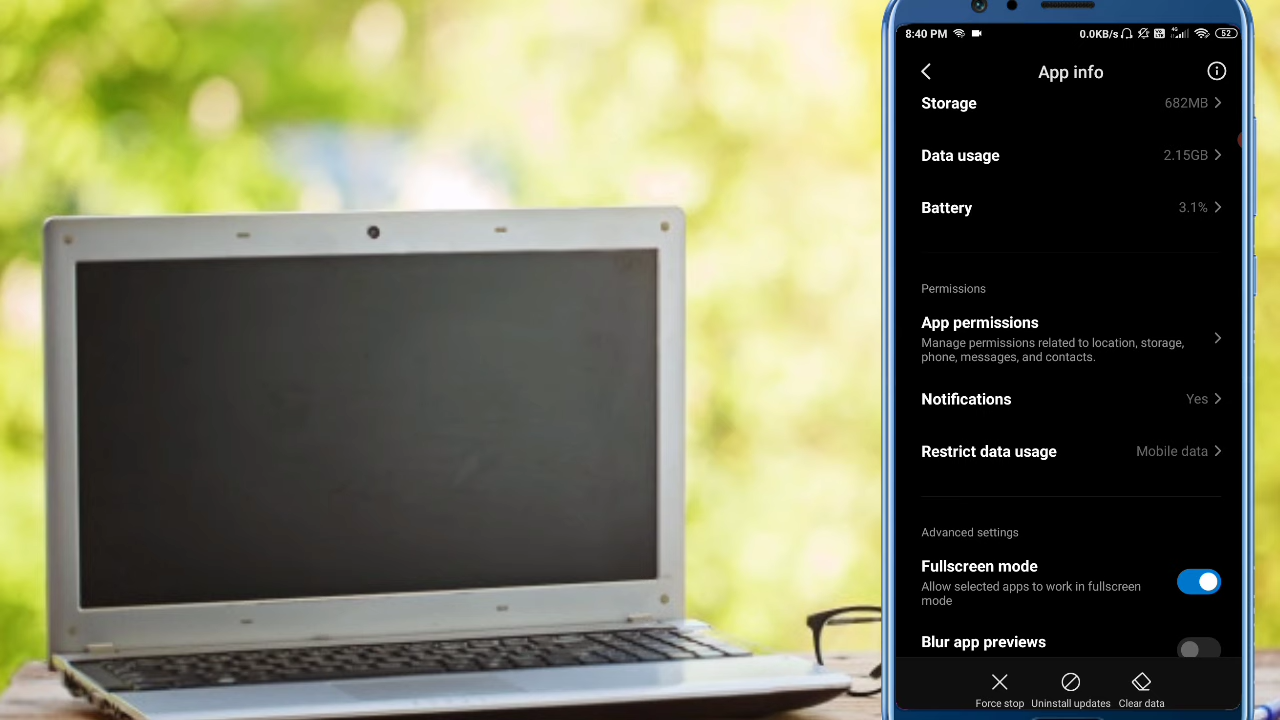 8:40 PM 0.0KB/s 4G 52
App info
Storage 682MB
Data usage 2.15GB
Battery 3.1%
Permissions
App permissions
Manage permissions related to location, storage,
phone, messages, and contacts.
Notifications Yes
Restrict data usage Mobile data
Advanced settings
Fullscreen mode
Allow selected apps to work in fullscreen
mode
Blur app previews
Force stop Uninstall updates Clear data